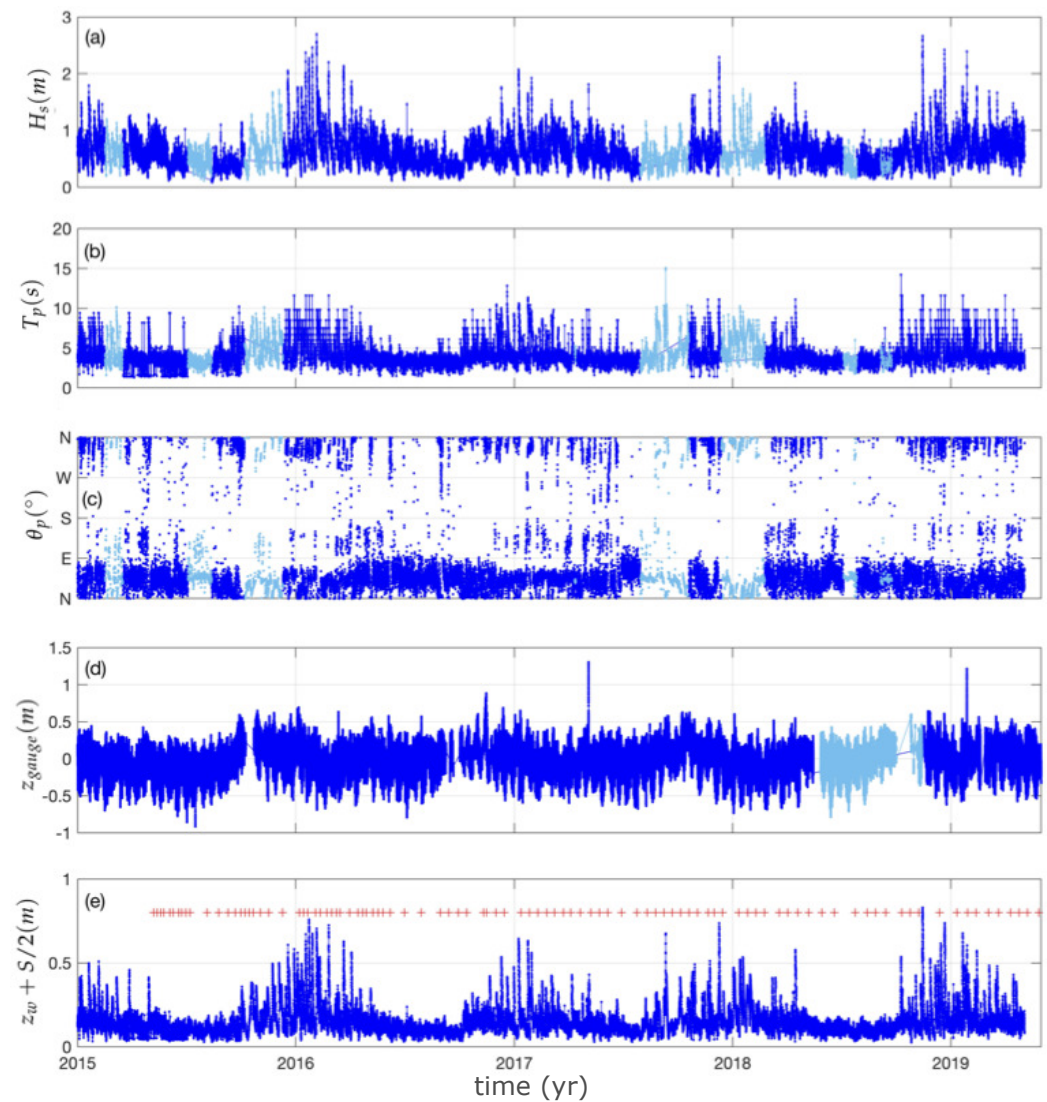 (a)
H_s(m)
3
2
1
0
(b)
T_p(s)
20
15
10
5
0
(c)
θ_p(°)
N
W
S
E
N
(d)
z_gauge(m)
1.5
1
0.5
0
-0.5
-1
(e)
z_w + S/2(m)
1
0.5
0
2015 2016 2017 2018 2019
time (yr)